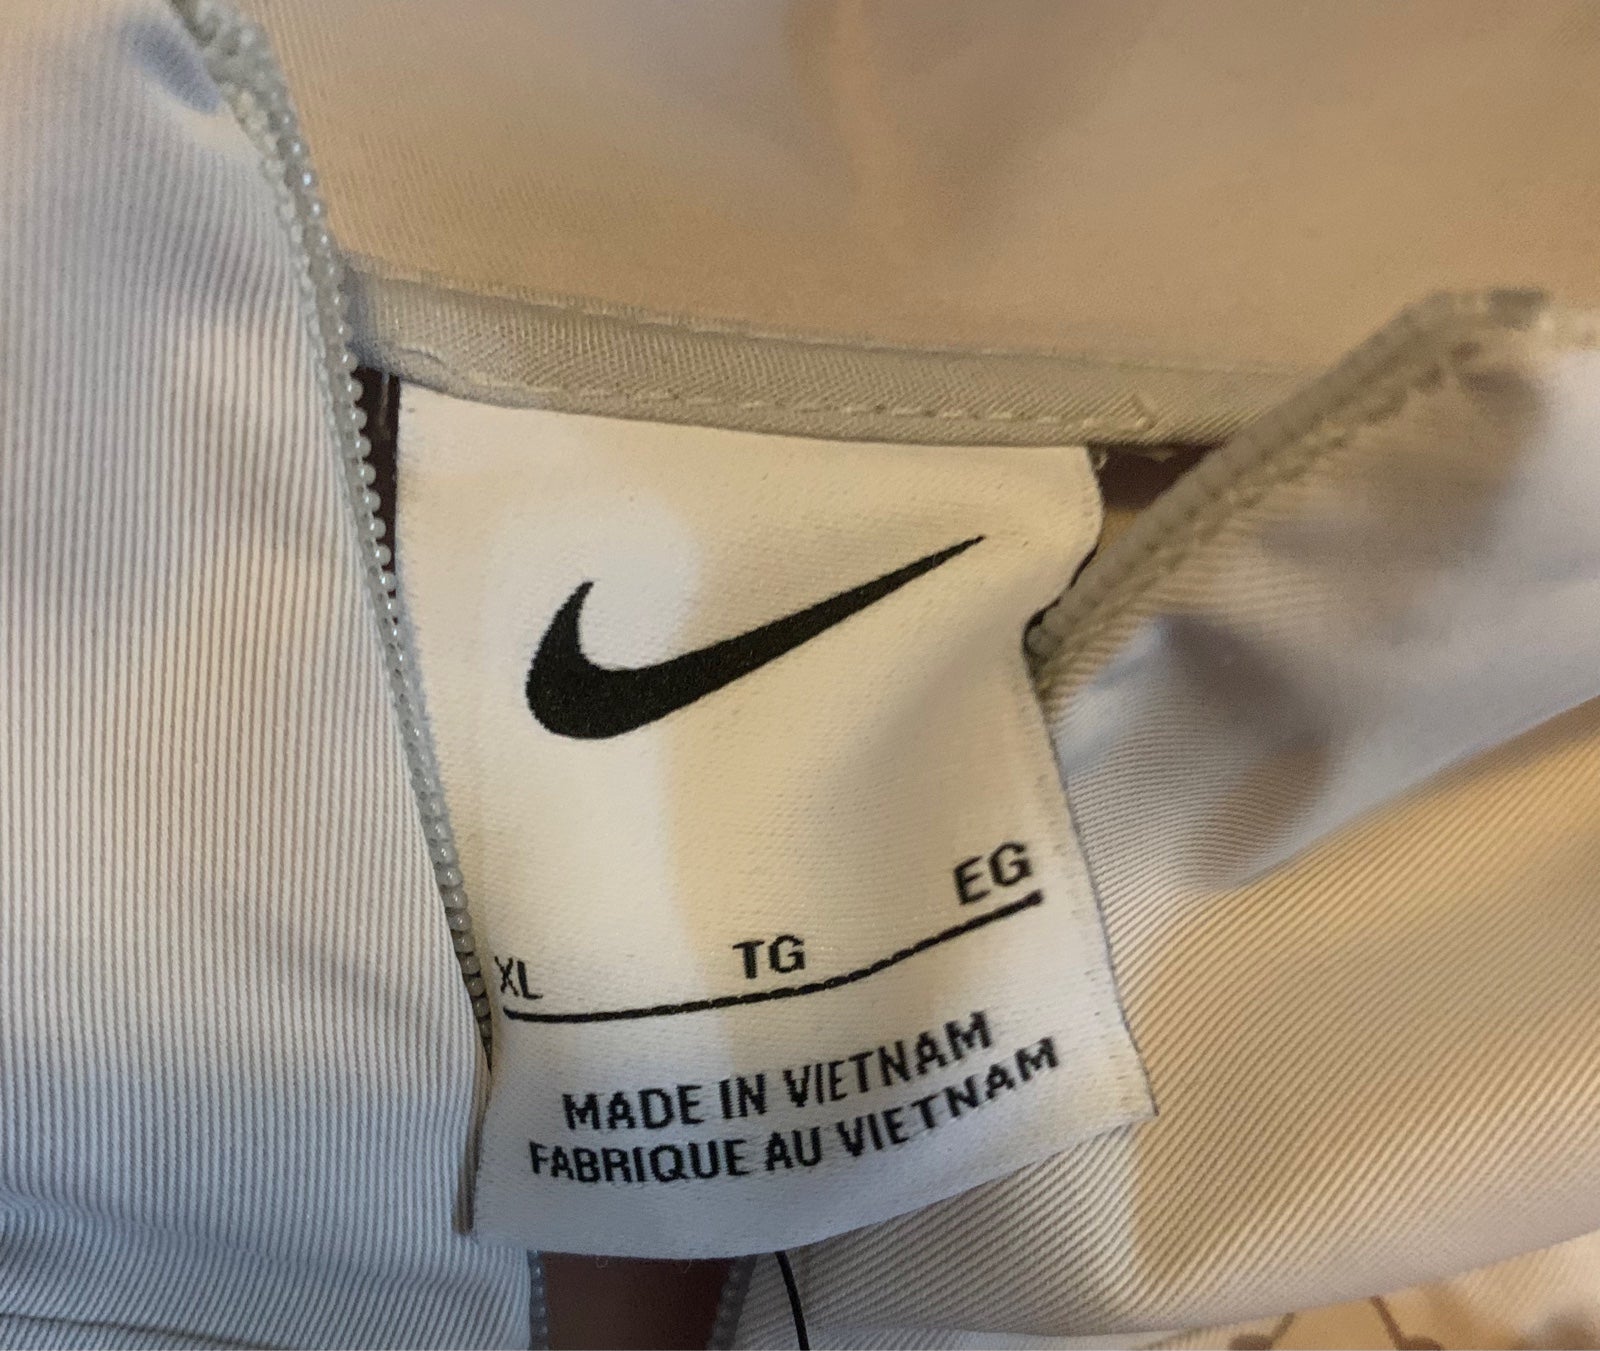 XL TG EG
MADE IN VIETNAM
FABRIQUE AU VIETNAM